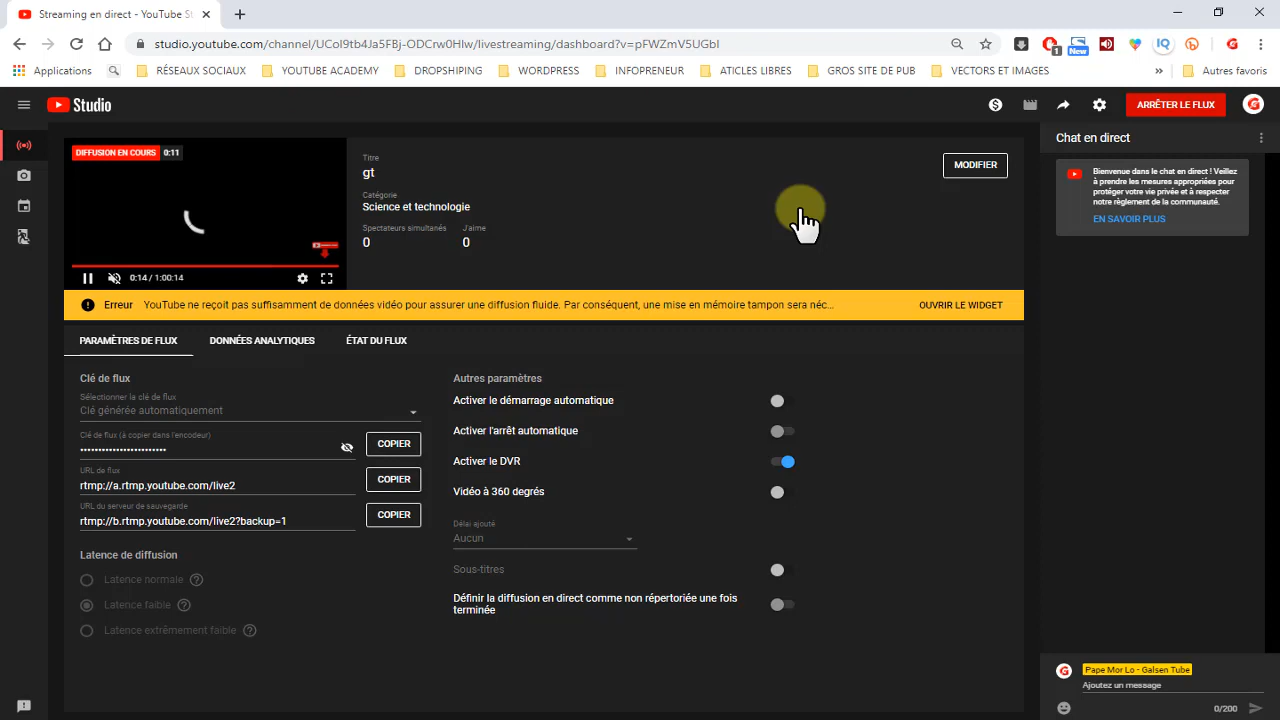 Streaming en direct - YouTube St
studio.youtube.com/channel/UCoI9tk4J5FBj-ODCrw0Hlw/livestreaming/dashboard?v=pFWZmV5UGbI
1
New
IQ
Applications
RÉSEAUX SOCIAUX
YOUTUBE ACADEMY
DROPSHIPING
WORDPRESS
INFOPRENEUR
ATICLES LIBRES
GROS SITE DE PUB
VECTORS ET IMAGES
»
Autres favoris
Studio
ARRÊTER LE FLUX
DIFFUSION EN COURS 0:11
Titre
gt
MODIFIER
Catégorie
Science et technologie
Spectateurs simultanés J'aime
0 0
0:14 / 1:00:14
Chat en direct
Bienvenue dans le chat en direct ! Veillez
à prendre les mesures appropriées pour
protéger votre vie privée et à respecter
notre règlement de la communauté.
EN SAVOIR PLUS
Erreur YouTube ne reçoit pas suffisamment de données vidéo pour assurer une diffusion fluide. Par conséquent, une mise en mémoire tampon sera néc... OUVRIR LE WIDGET
PARAMÈTRES DE FLUX DONNÉES ANALYTIQUES ÉTAT DU FLUX
Clé de flux
Sélectionner la clé de flux
Clé générée automatiquement
Clé de flux (à copier dans l'encodeur)
••••••••••••••••••••••••
COPIER
URL de flux
rtmp://a.rtmp.youtube.com/live2
COPIER
URL du serveur de sauvegarde
rtmp://b.rtmp.youtube.com/live2?backup=1
COPIER
Latence de diffusion
Latence normale
Latence faible
Latence extrêmement faible
Autres paramètres
Activer le démarrage automatique
Activer l'arrêt automatique
Activer le DVR
Vidéo à 360 degrés
Délai ajouté
Aucun
Sous-titres
Définir la diffusion en direct comme non répertoriée une fois
terminée
Pape Mor Lo - Galsen Tube
Ajoutez un message
0/200